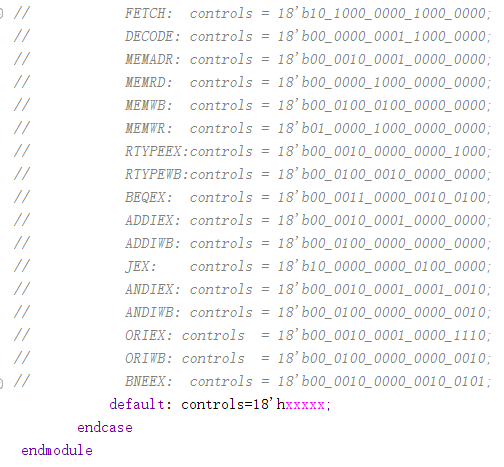 //            FETCH:  controls = 18'b10_1000_0000_1000_0000;
//            DECODE: controls = 18'b00_0000_0001_1000_0000;
//            MEMADR: controls = 18'b00_0010_0001_0000_0000;
//            MEMRD:  controls = 18'b00_0000_1000_0000_0000;
//            MEMWB:  controls = 18'b00_0100_0100_0000_0000;
//            MEMWR:  controls = 18'b01_0000_1000_0000_0000;
//            RTYPEEX:controls = 18'b00_0010_0000_0000_1000;
//            RTYPEWB:controls = 18'b00_0100_0010_0000_0000;
//            BEQEX:  controls = 18'b00_0011_0000_0010_0100;
//            ADDIEX: controls = 18'b00_0010_0001_0000_0000;
//            ADDIWB: controls = 18'b00_0100_0000_0000_0000;
//            JEX:    controls = 18'b10_0000_0000_0100_0000;
//            ANDIEX: controls = 18'b00_0010_0001_0001_0010;
//            ANDIWB: controls = 18'b00_0100_0000_0000_0010;
//            ORIEX: controls  = 18'b00_0010_0001_0000_1110;
//            ORIWB: controls  = 18'b00_0100_0000_0000_0010;
//            BNEEX:  controls = 18'b00_0010_0000_0010_0101;
            default: controls=18'hxxxxx;
        endcase
 endmodule